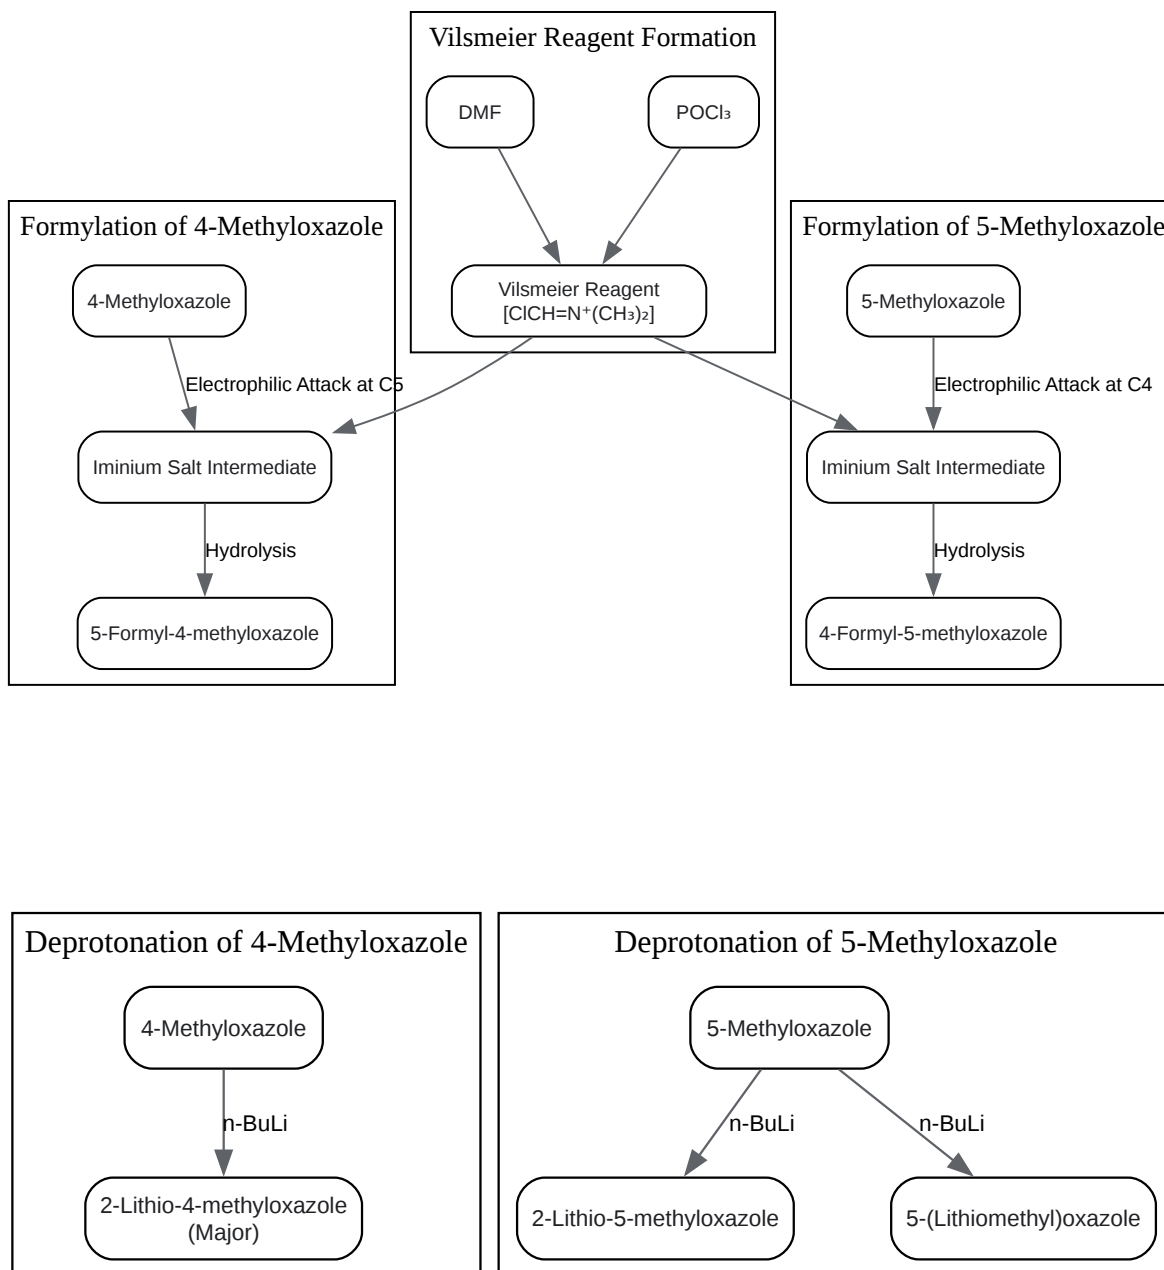 Vilsmeier Reagent Formation
DMF
POCl₃
Vilsmeier Reagent
[ClCH=N⁺(CH₃)₂]
Formylation of 4-Methyloxazole
4-Methyloxazole
Electrophilic Attack at C5
Iminium Salt Intermediate
Hydrolysis
5-Formyl-4-methyloxazole
Formylation of 5-Methyloxazole
5-Methyloxazole
Electrophilic Attack at C4
Iminium Salt Intermediate
Hydrolysis
4-Formyl-5-methyloxazole
Deprotonation of 4-Methyloxazole
4-Methyloxazole
n-BuLi
2-Lithio-4-methyloxazole
(Major)
Deprotonation of 5-Methyloxazole
5-Methyloxazole
n-BuLi
n-BuLi
2-Lithio-5-methyloxazole
5-(Lithiomethyl)oxazole